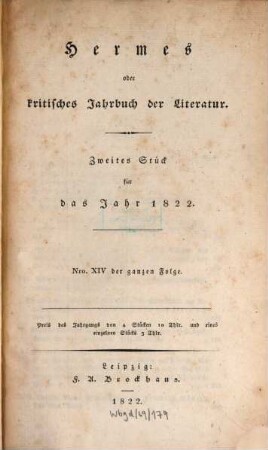 Hermes
oder
kritisches Jahrbuch der Literatur.
Zweites Stück
für
das Jahr 1822.
Nro. XIV der ganzen Folge.
Preis des Jahrgangs von 4 Stücken 10 Thlr. und eines
einzelnen Stücks 3 Thlr.
Leipzig:
F. A. Brockhaus.
1822.